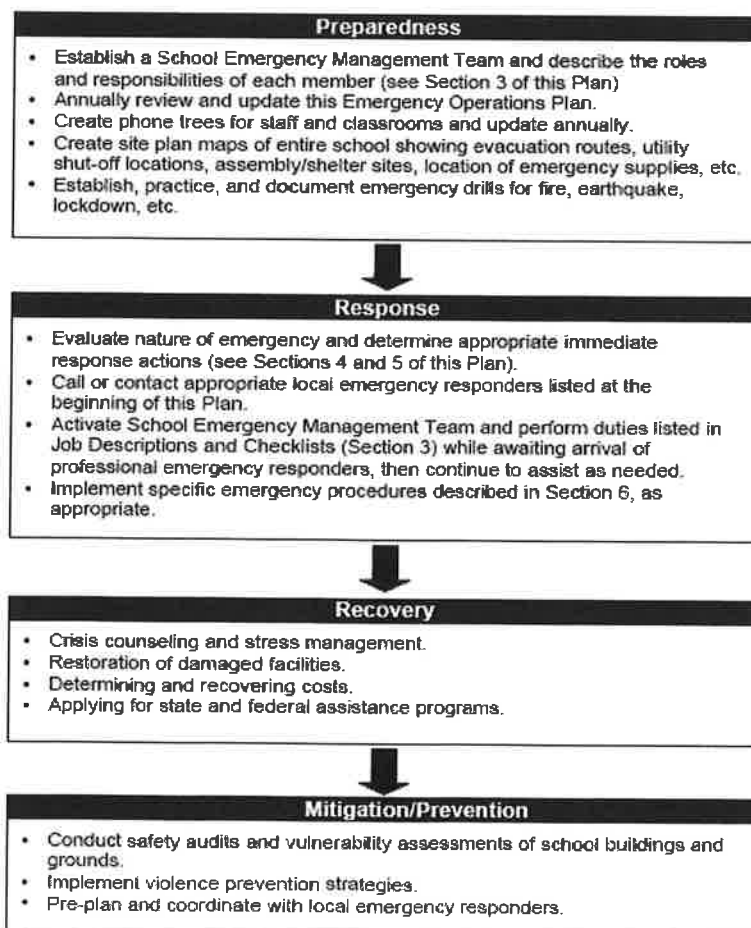 Preparedness
• Establish a School Emergency Management Team and describe the roles
and responsibilities of each member (see Section 3 of this Plan)
• Annually review and update this Emergency Operations Plan.
• Create phone trees for staff and classrooms and update annually.
• Create site plan maps of entire school showing evacuation routes, utility
shut-off locations, assembly/shelter sites, location of emergency supplies, etc.
• Establish, practice, and document emergency drills for fire, earthquake,
lockdown, etc.
Response
• Evaluate nature of emergency and determine appropriate immediate
response actions (see Sections 4 and 5 of this Plan).
• Call or contact appropriate local emergency responders listed at the
beginning of this Plan.
• Activate School Emergency Management Team and perform duties listed in
Job Descriptions and Checklists (Section 3) while awaiting arrival of
professional emergency responders, then continue to assist as needed.
• Implement specific emergency procedures described in Section 6, as
appropriate.
Recovery
• Crisis counseling and stress management.
• Restoration of damaged facilities.
• Determining and recovering costs.
• Applying for state and federal assistance programs.
Mitigation/Prevention
• Conduct safety audits and vulnerability assessments of school buildings and
grounds.
• Implement violence prevention strategies.
• Pre-plan and coordinate with local emergency responders.